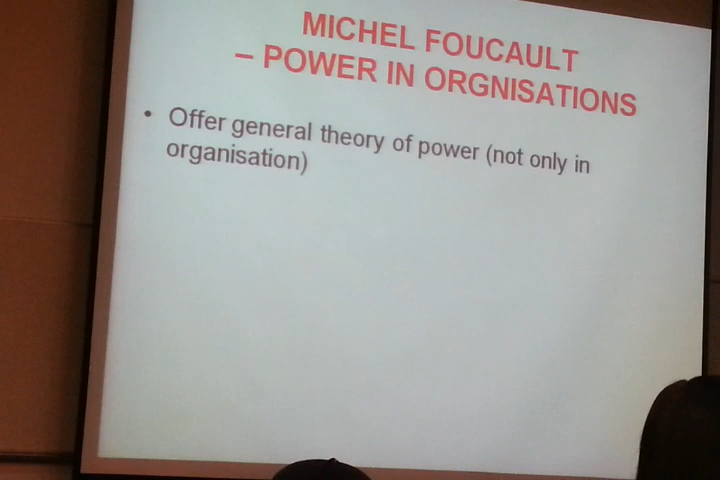 MICHEL FOUCAULT
– POWER IN ORGNISATIONS
• Offer general theory of power (not only in
organisation)